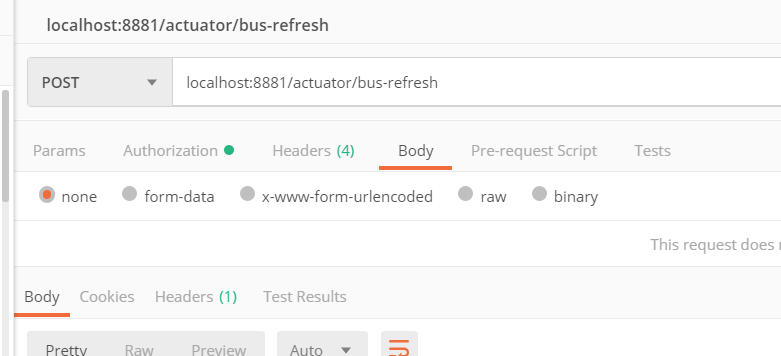 localhost:8881/actuator/bus-refresh
POST localhost:8881/actuator/bus-refresh
Params Authorization Headers (4) Body Pre-request Script Tests
none form-data x-www-form-urlencoded raw binary
This request does
Body Cookies Headers (1) Test Results
Pretty Raw Preview Auto